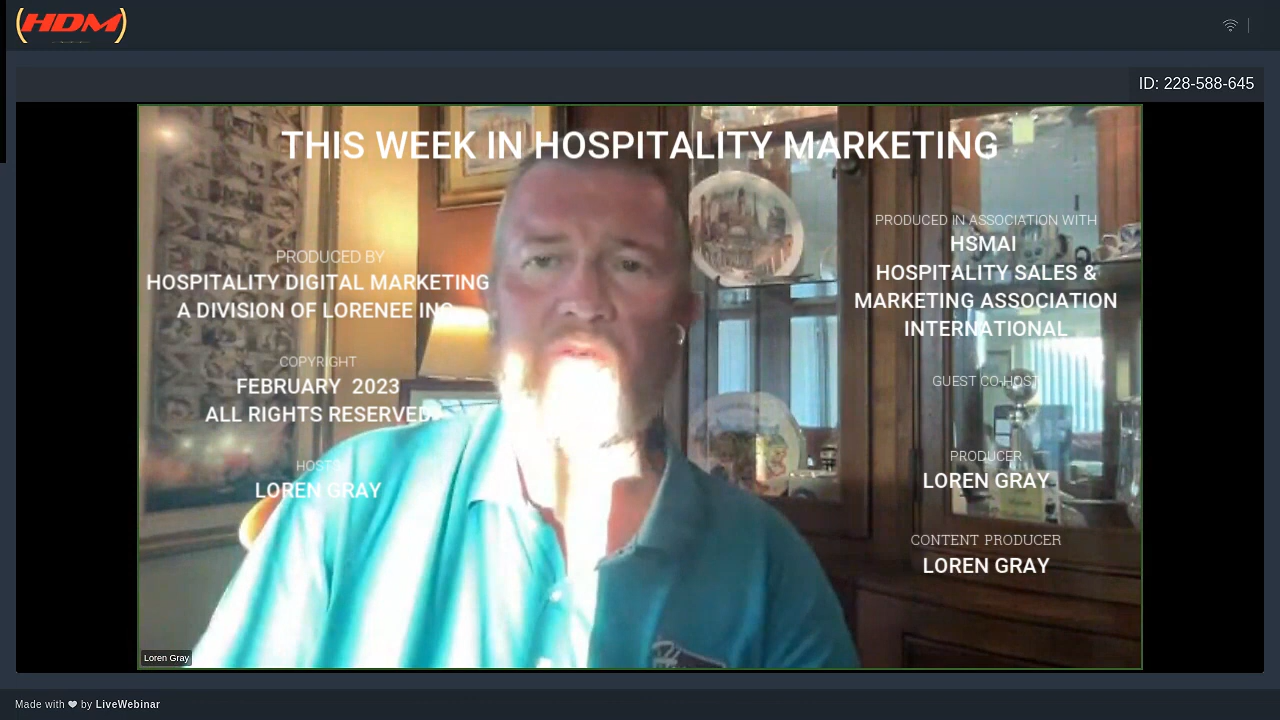 (HDM)
ID: 228-588-645
THIS WEEK IN HOSPITALITY MARKETING
PRODUCED BY
HOSPITALITY DIGITAL MARKETING
A DIVISION OF LORENEE INC
COPYRIGHT
FEBRUARY 2023
ALL RIGHTS RESERVED
HOSTS
LOREN GRAY
PRODUCED IN ASSOCIATION WITH
HSMAI
HOSPITALITY SALES &
MARKETING ASSOCIATION
INTERNATIONAL
GUEST CO-HOST
PRODUCER
LOREN GRAY
CONTENT PRODUCER
LOREN GRAY
Loren Gray
Made with ❤ by LiveWebinar